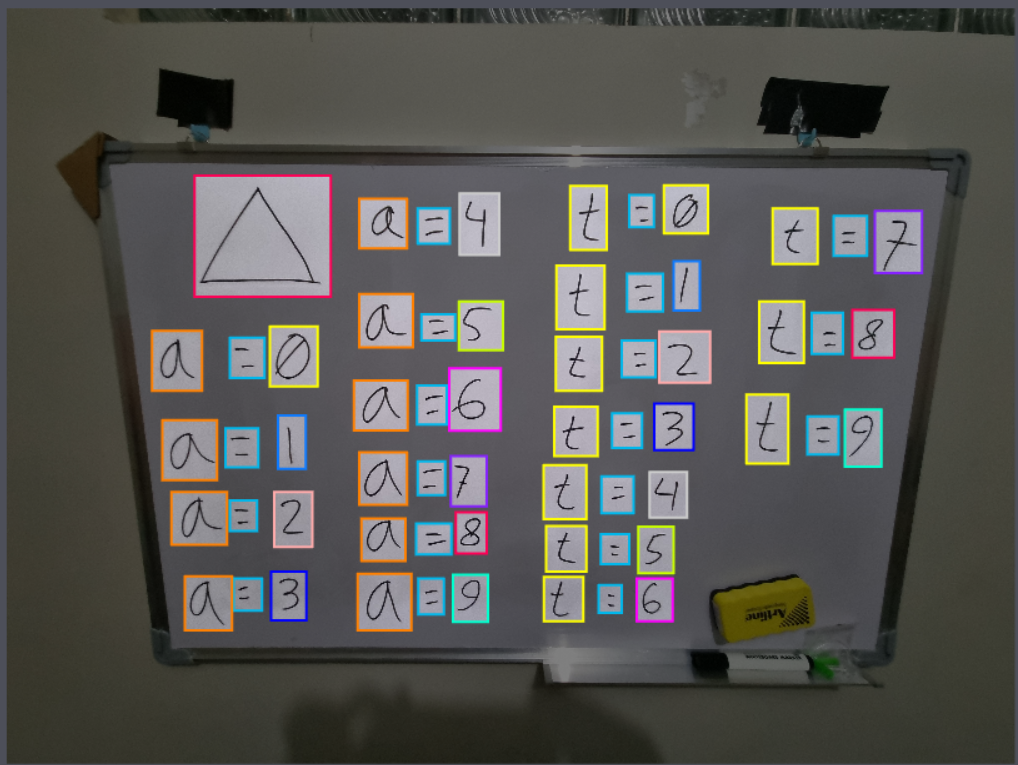 a = 0
a = 1
a = 2
a = 3
a = 4
a = 5
a = 6
a = 7
a = 8
a = 9
t = 0
t = 1
t = 2
t = 3
t = 4
t = 5
t = 6
t = 7
t = 8
t = 9
Artline